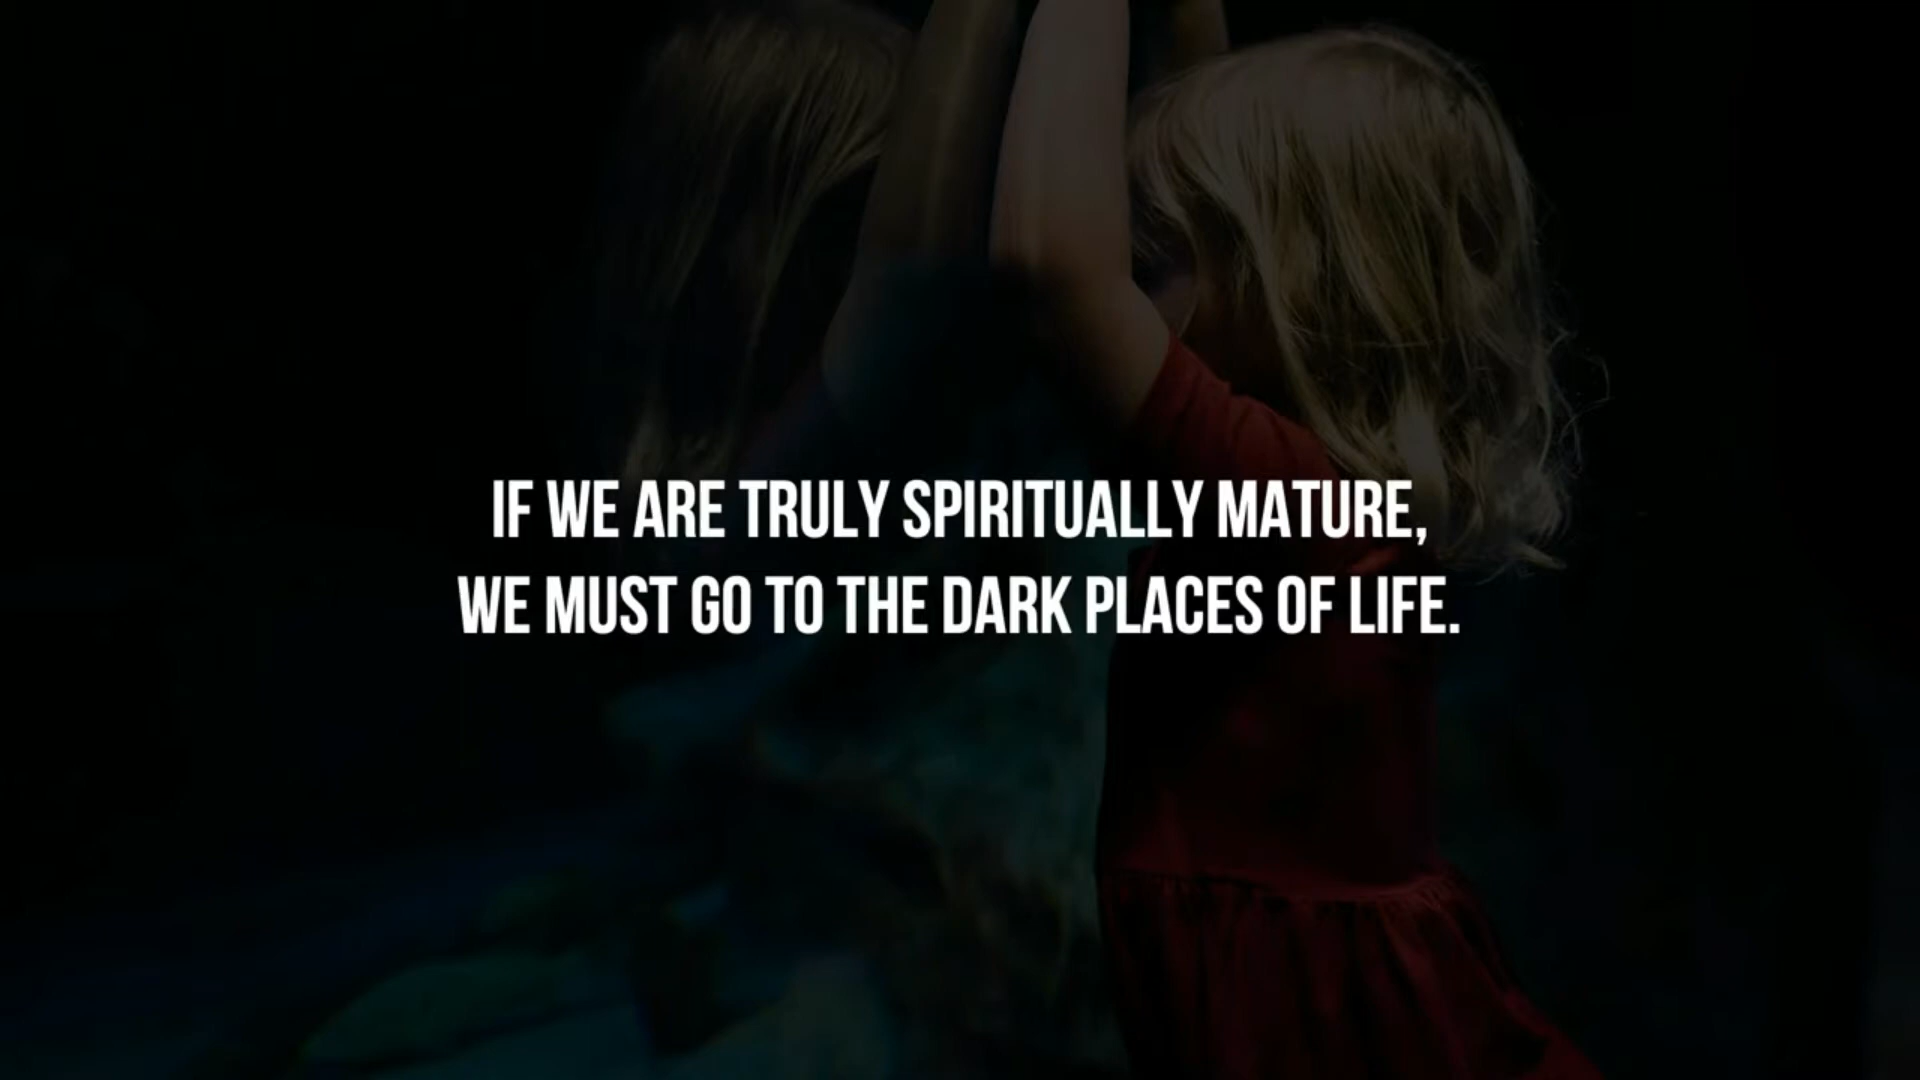 IF WE ARE TRULY SPIRITUALLY MATURE,
WE MUST GO TO THE DARK PLACES OF LIFE.